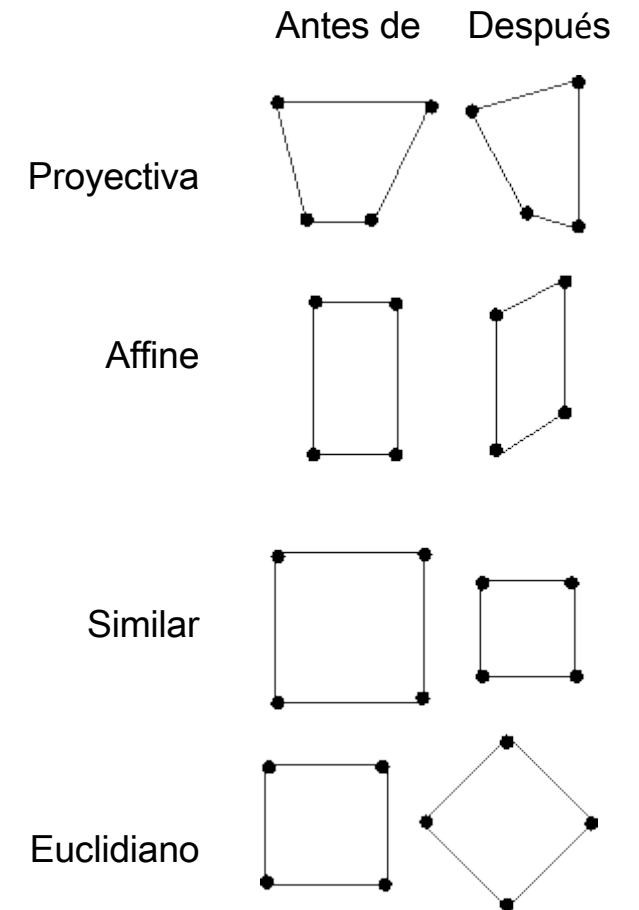 Antes de Después
Proyectiva
Affine
Similar
Euclidiano